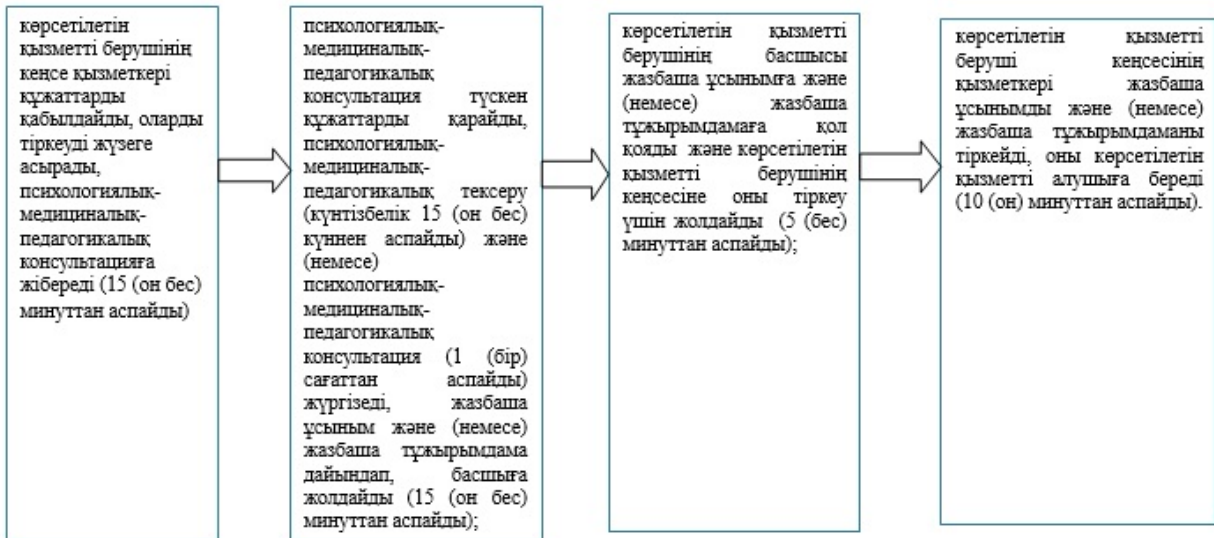 көрсетілетін
қызметті берушінің
кеңсе қызметкері
құжаттарды
қабылдайды, оларды
тіркеуді жүзеге
асырады,
психологиялық-
медициналық-
педагогикалық
консультацияға
жібереді (15 (он бес)
минуттан аспайды)
психологиялық-
медициналық-
педагогикалық
консультация түскен
құжаттарды қарайды,
психологиялық-
медициналық-
педагогикалық тексеру
(күнтізбелік 15 (он бес)
күннен аспайды) және
(немесе)
психологиялық-
медициналық-
педагогикалық
консультация (1 (бір)
сағаттан аспайды)
жүргізеді, жазбаша
ұсыным және (немесе)
жазбаша тұжырымдама
дайындап, басшыға
жолдайды (15 (он бес)
минуттан аспайды);
көрсетілетін қызметті
берушінің басшысы
жазбаша ұсынымға және
(немесе) жазбаша
тұжырымдамаға қол
қояды және көрсетілетін
қызметті берушінің
кеңсесіне оны тіркеу
үшін жолдайды (5 (бес)
минуттан аспайды);
көрсетілетін қызметті
беруші кеңсесінің
қызметкері жазбаша
ұсынымды және (немесе)
жазбаша тұжырымдаманы
тіркейді, оны көрсетілетін
қызметті алушыға береді
(10 (он) минуттан аспайды).